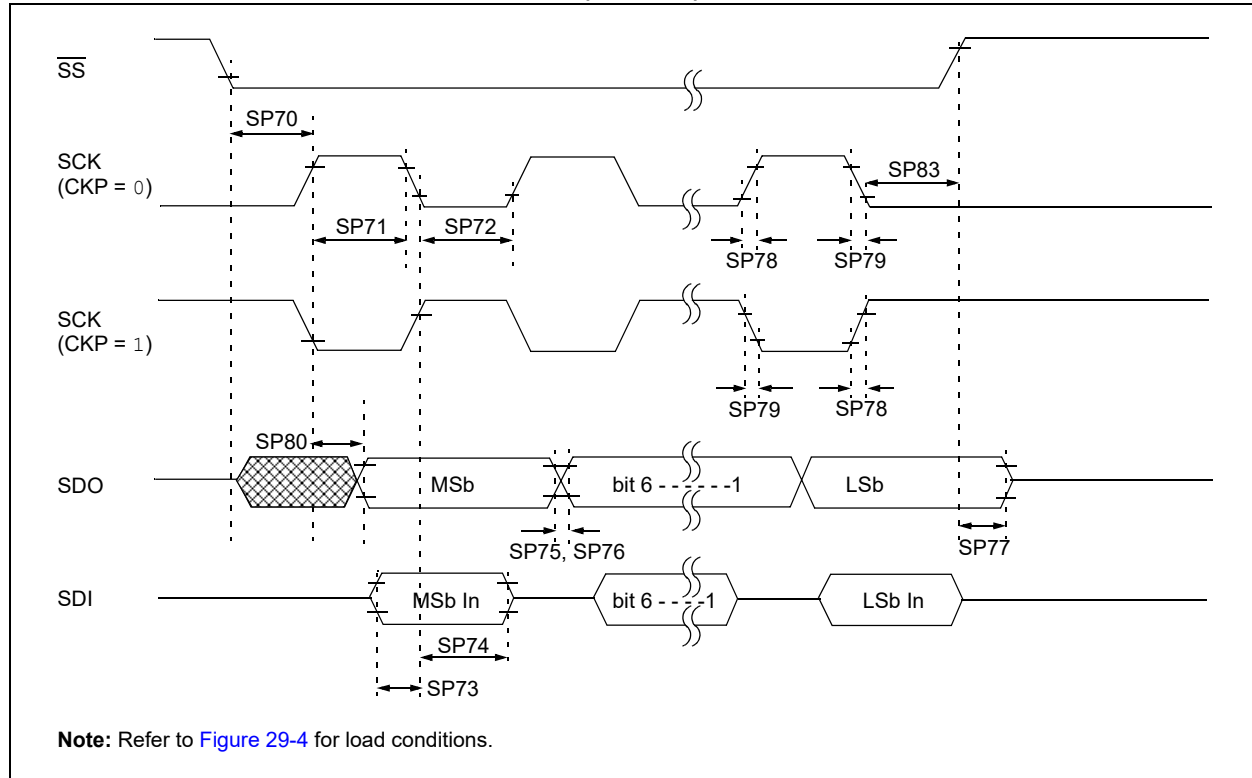 SS
SP70
SCK
(CKP = 0)
SP83
SP71
SP72
SP78
SP79
SCK
(CKP = 1)
SP79
SP78
SP80
SDO
MSb
bit 6 - - - - - - -1
LSb
SP75, SP76
SP77
SDI
MSb In
bit 6 - - - - -1
LSb In
SP74
SP73
Note: Refer to Figure 29-4 for load conditions.